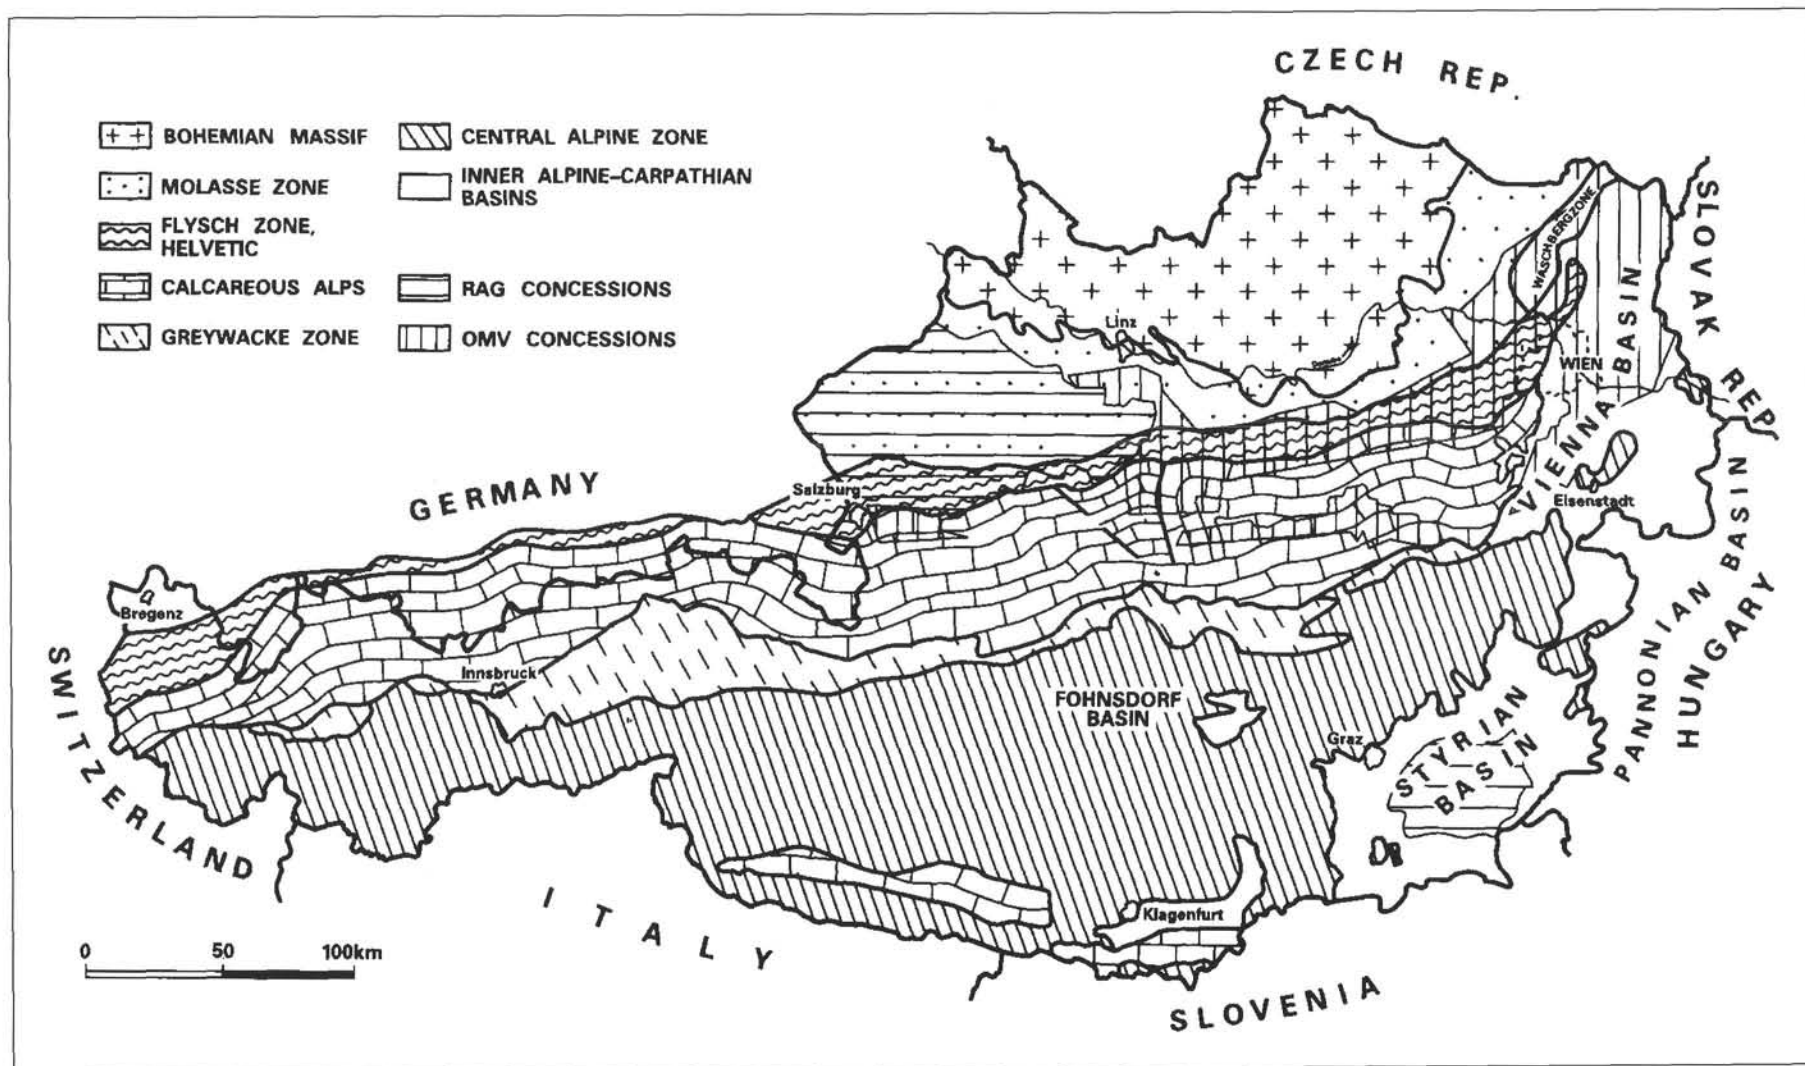 CZECH REP.
BOHEMIAN MASSIF
MOLASSE ZONE
FLYSCH ZONE,
HELVETIC
CALCAREOUS ALPS
GREYWACKE ZONE
CENTRAL ALPINE ZONE
INNER ALPINE–CARPATHIAN
BASINS
RAG CONCESSIONS
OMV CONCESSIONS
SLOVAK REP.
WASCHBERGZONE
Linz
WIEN
VIENNA BASIN
GERMANY
Salzburg
Eisenstadt
Bregenz
Innsbruck
SWITZERLAND
FOHNSDORF
BASIN
Graz
STYRIAN
BASIN
PANNONIAN BASIN
HUNGARY
ITALY
Klagenfurt
SLOVENIA
0 50 100km